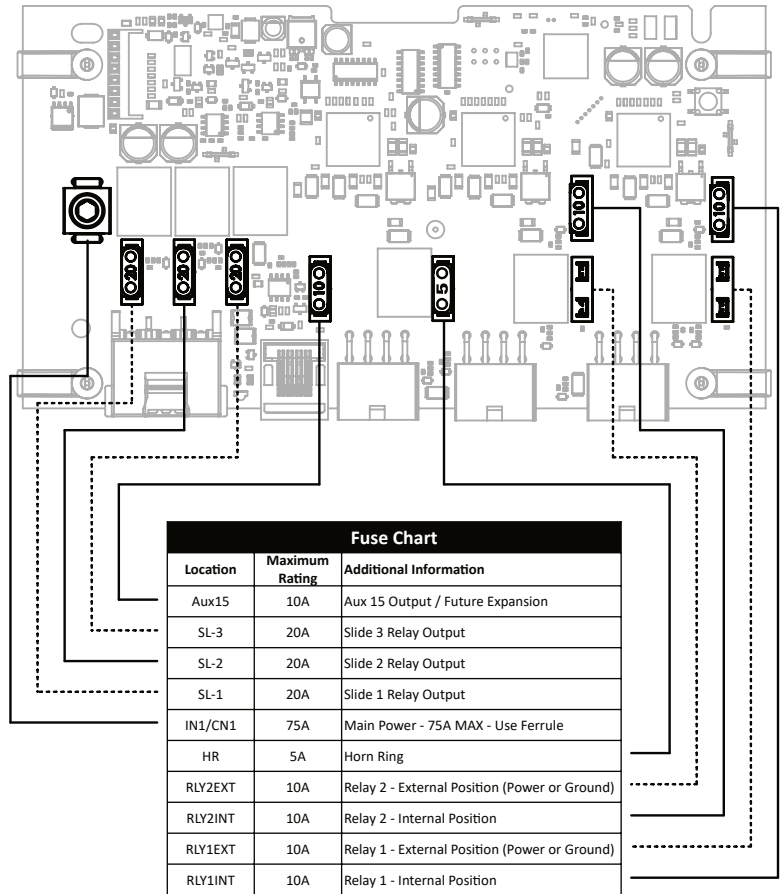 10
10
20
20
20
10
5
Fuse Chart
Location Maximum Rating Additional Information
Aux15 10A Aux 15 Output / Future Expansion
SL-3 20A Slide 3 Relay Output
SL-2 20A Slide 2 Relay Output
SL-1 20A Slide 1 Relay Output
IN1/CN1 75A Main Power - 75A MAX - Use Ferrule
HR 5A Horn Ring
RLY2EXT 10A Relay 2 - External Position (Power or Ground)
RLY2INT 10A Relay 2 - Internal Position
RLY1EXT 10A Relay 1 - External Position (Power or Ground)
RLY1INT 10A Relay 1 - Internal Position